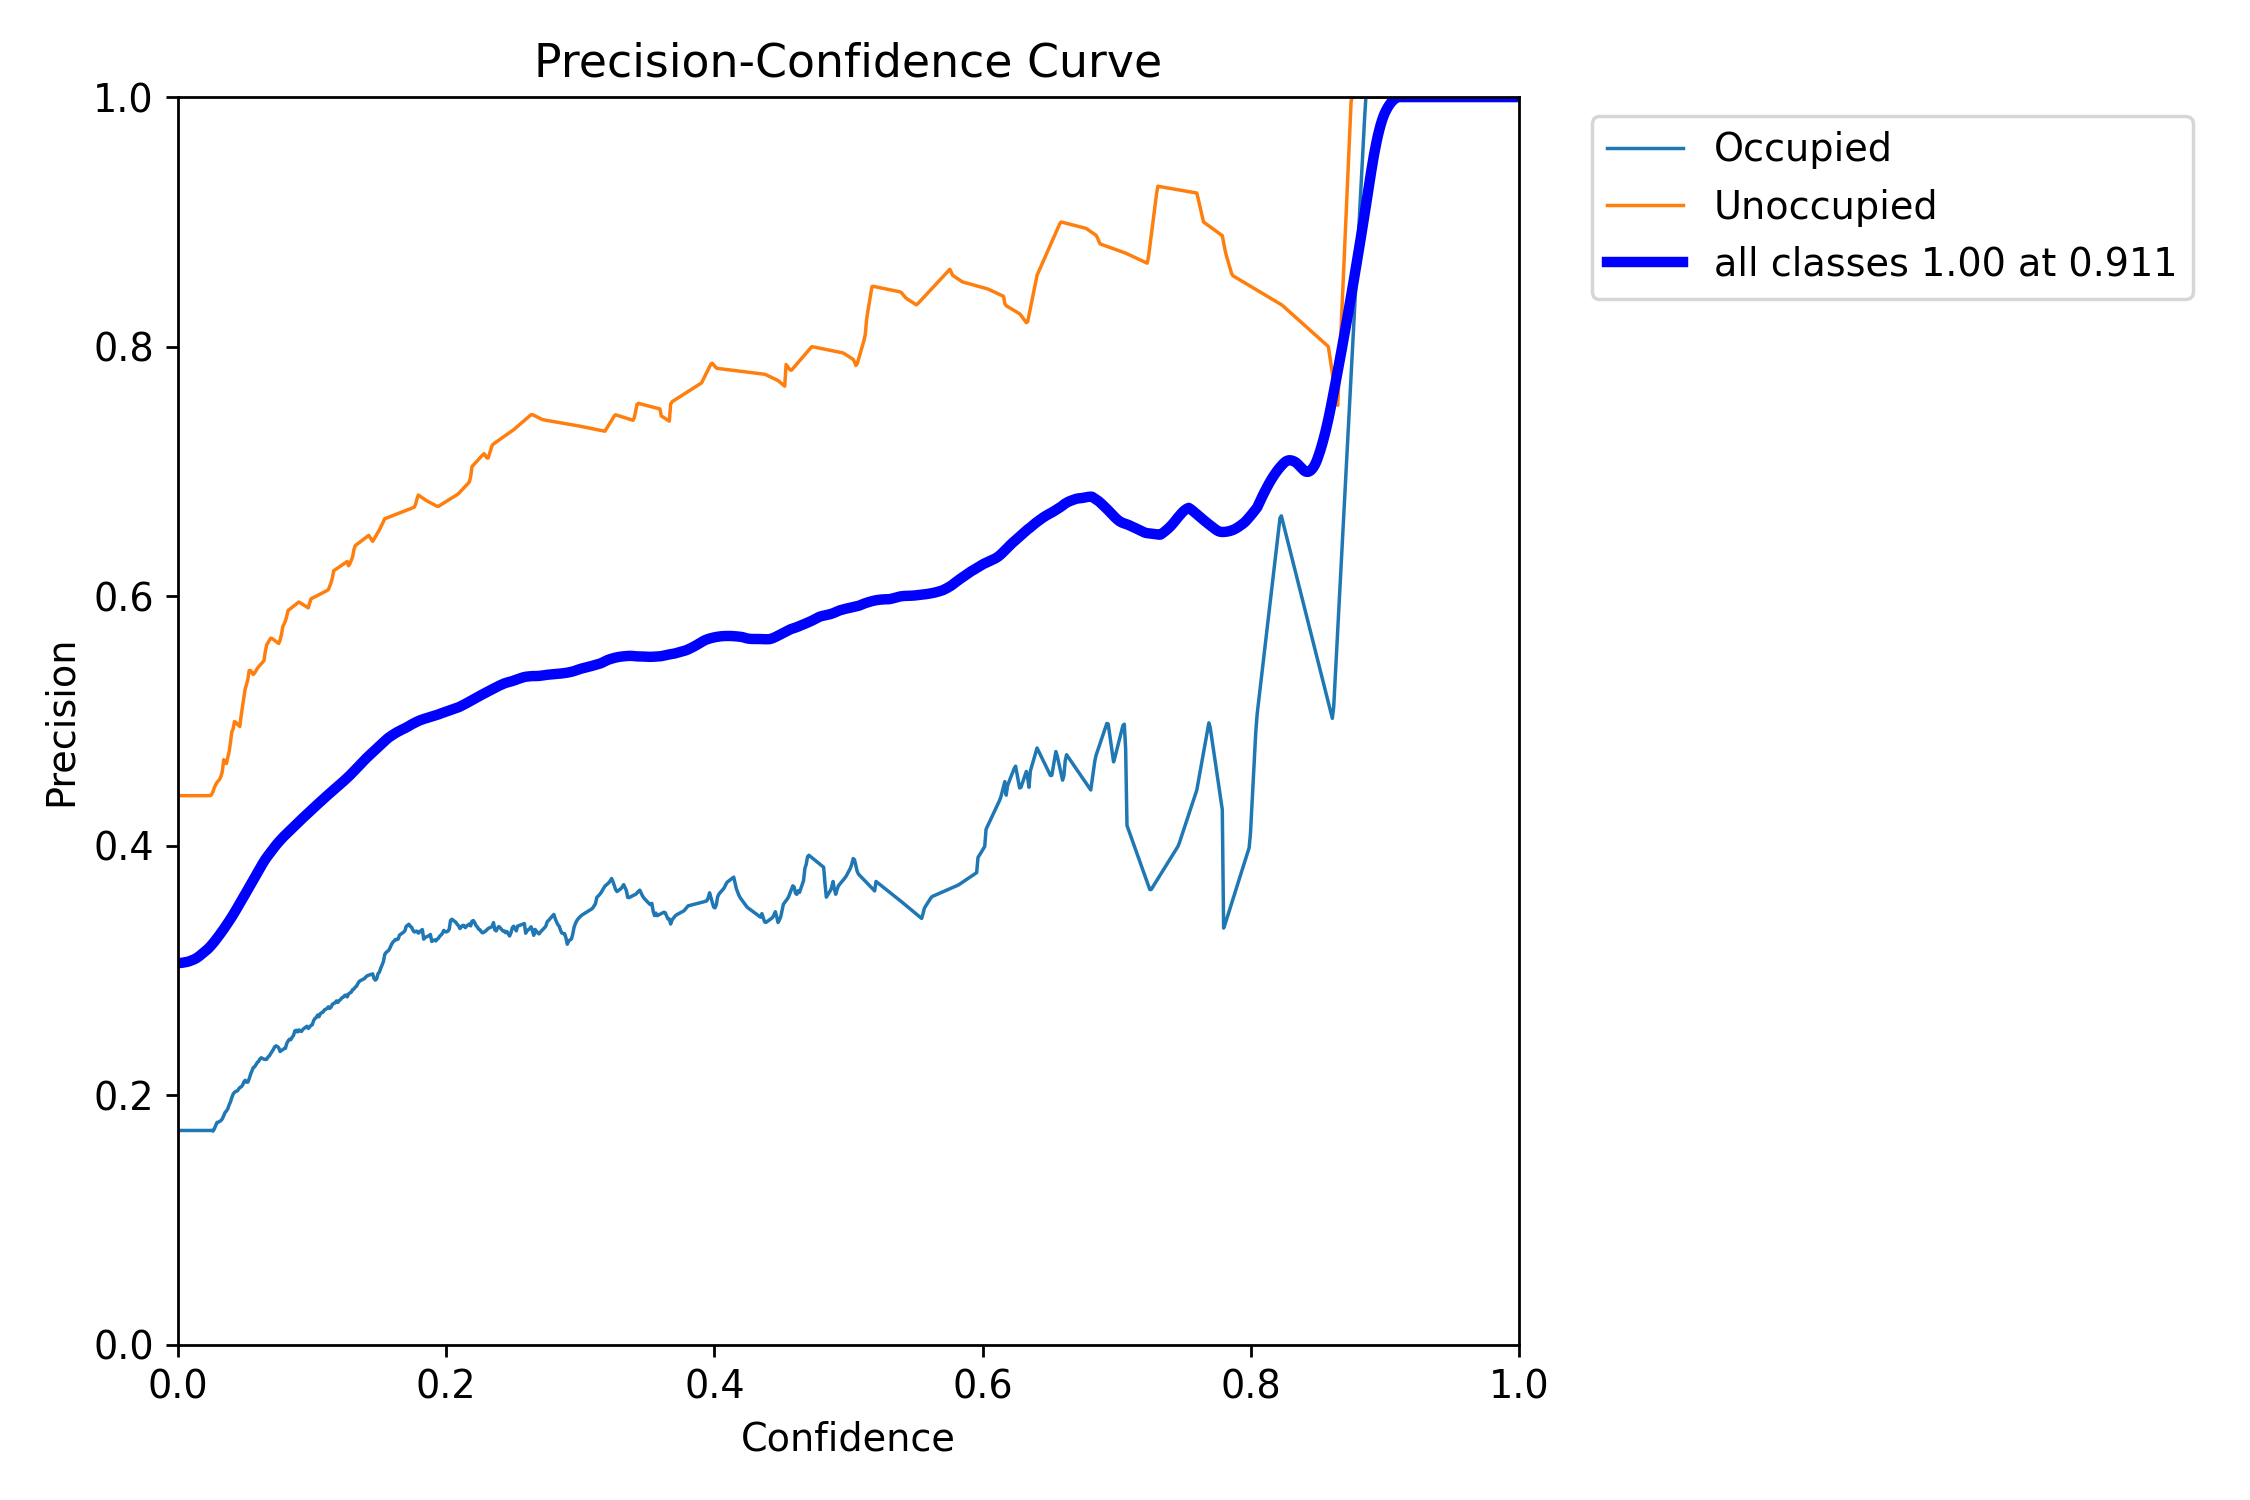 Precision-Confidence Curve
1.0
0.8
0.6
0.4
0.2
0.0
Precision
0.0 0.2 0.4 0.6 0.8 1.0
Confidence
Occupied
Unoccupied
all classes 1.00 at 0.911